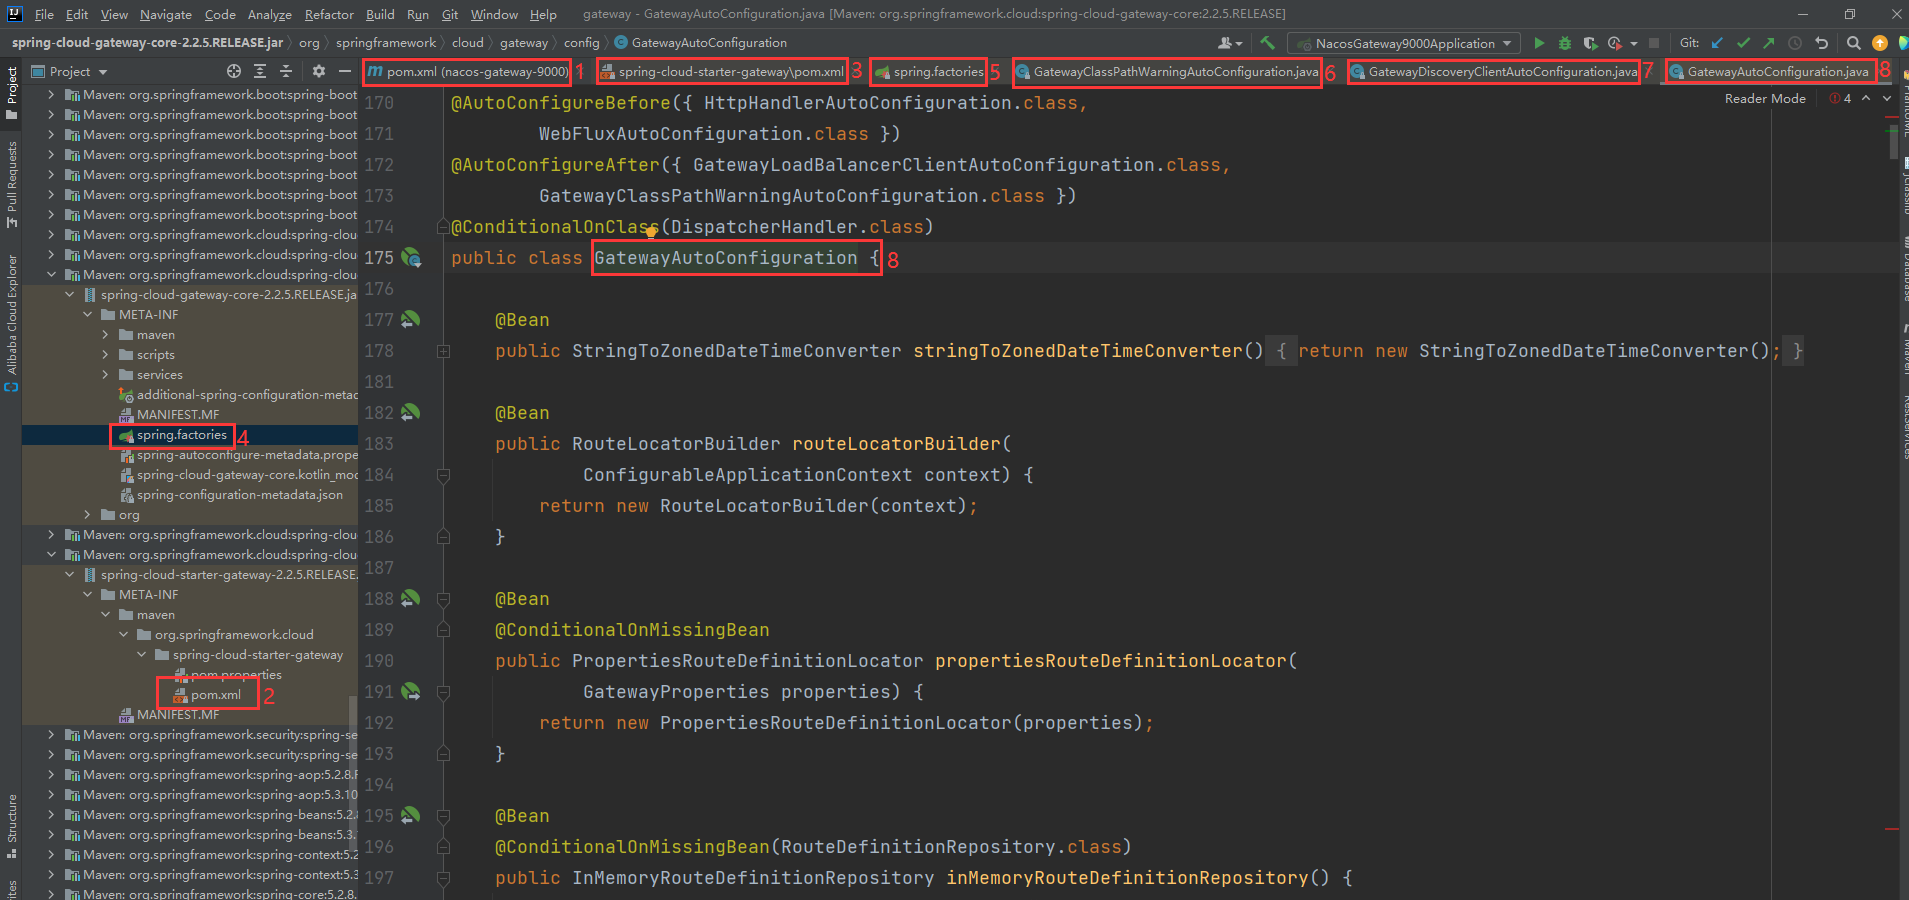 File Edit View Navigate Code Analyze Refactor Build Run Git Window Help gateway - GatewayAutoConfiguration.java [Maven: org.springframework.cloud:spring-cloud-gateway-core:2.2.5.RELEASE]
spring-cloud-gateway-core-2.2.5.RELEASE.jar org springframework cloud gateway config GatewayAutoConfiguration NacosGateway9000Application Git:
Project pom.xml (nacos-gateway-9000) 1 spring-cloud-starter-gateway\pom.xml 3 spring.factories 5 GatewayClassPathWarningAutoConfiguration.java 6 GatewayDiscoveryClientAutoConfiguration.java 7 GatewayAutoConfiguration.java 8
Reader Mode 4
Project
Pull Requests
Alibaba Cloud Explorer
Structure
Maven: org.springframework.boot:spring-boot
Maven: org.springframework.boot:spring-boot
Maven: org.springframework.boot:spring-boot
Maven: org.springframework.boot:spring-boot
Maven: org.springframework.boot:spring-boot
Maven: org.springframework.boot:spring-boot
Maven: org.springframework.boot:spring-boot
Maven: org.springframework.cloud:spring-clou
Maven: org.springframework.cloud:spring-clou
Maven: org.springframework.cloud:spring-clou
spring-cloud-gateway-core-2.2.5.RELEASE.ja
META-INF
maven
scripts
services
additional-spring-configuration-metac
MANIFEST.MF
spring.factories 4
spring-autoconfigure-metadata.prope
spring-cloud-gateway-core.kotlin_moc
spring-configuration-metadata.json
org
Maven: org.springframework.cloud:spring-clou
Maven: org.springframework.cloud:spring-clou
spring-cloud-starter-gateway-2.2.5.RELEASE.
META-INF
maven
org.springframework.cloud
spring-cloud-starter-gateway
pom.properties
pom.xml 2
MANIFEST.MF
Maven: org.springframework.security:spring-se
Maven: org.springframework.security:spring-se
Maven: org.springframework:spring-aop:5.2.8.F
Maven: org.springframework:spring-aop:5.3.10
Maven: org.springframework:spring-beans:5.2.8
Maven: org.springframework:spring-beans:5.3.
Maven: org.springframework:spring-context:5.2
Maven: org.springframework:spring-context:5.3
Maven: org.springframework:spring-core:5.2.8.
170 @AutoConfigureBefore({ HttpHandlerAutoConfiguration.class,
171 WebFluxAutoConfiguration.class })
172 @AutoConfigureAfter({ GatewayLoadBalancerClientAutoConfiguration.class,
173 GatewayClassPathWarningAutoConfiguration.class })
174 @ConditionalOnClass(DispatcherHandler.class)
175 public class GatewayAutoConfiguration { 8
176
177 @Bean
178 public StringToZonedDateTimeConverter stringToZonedDateTimeConverter() { return new StringToZonedDateTimeConverter(); }
181
182 @Bean
183 public RouteLocatorBuilder routeLocatorBuilder(
184 ConfigurableApplicationContext context) {
185 return new RouteLocatorBuilder(context);
186 }
187
188 @Bean
189 @ConditionalOnMissingBean
190 public PropertiesRouteDefinitionLocator propertiesRouteDefinitionLocator(
191 GatewayProperties properties) {
192 return new PropertiesRouteDefinitionLocator(properties);
193 }
194
195 @Bean
196 @ConditionalOnMissingBean(RouteDefinitionRepository.class)
197 public InMemoryRouteDefinitionRepository inMemoryRouteDefinitionRepository() {